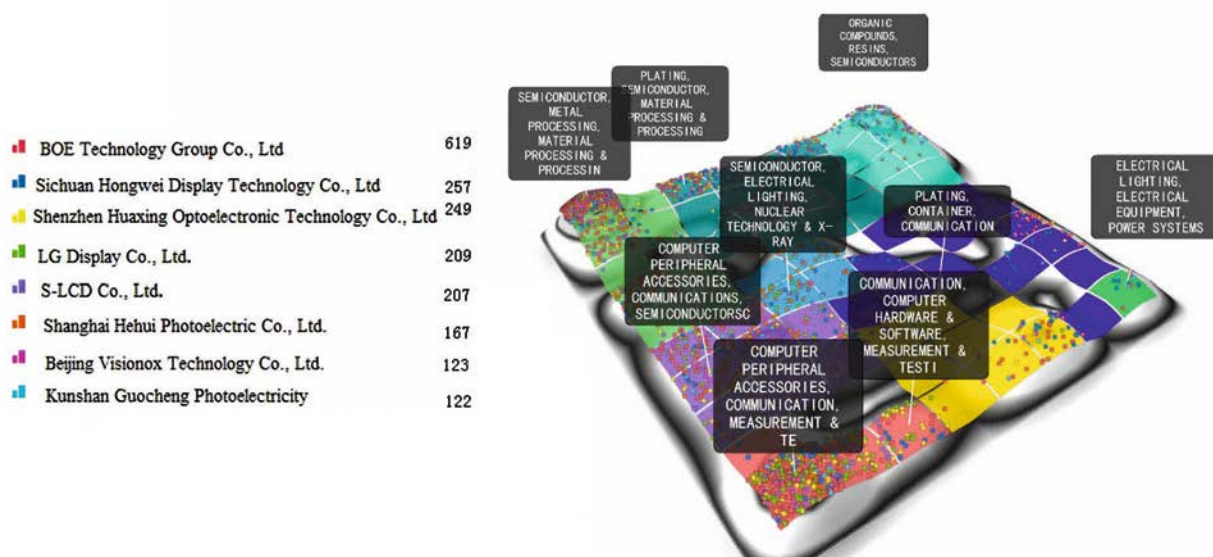 BOE Technology Group Co., Ltd 619
Sichuan Hongwei Display Technology Co., Ltd 257
Shenzhen Huaxing Optoelectronic Technology Co., Ltd 249
LG Display Co., Ltd. 209
S-LCD Co., Ltd. 207
Shanghai Hehui Photoelectric Co., Ltd. 167
Beijing Visionox Technology Co., Ltd. 123
Kunshan Guocheng Photoelectricity 122
ORGANIC
COMPOUNDS,
RESINS,
SEMICONDUCTORS
PLATING,
SEMICONDUCTOR,
MATERIAL
PROCESSING &
PROCESSING
SEMICONDUCTOR,
METAL
PROCESSING,
MATERIAL
PROCESSING &
PROCESSIN
SEMICONDUCTOR,
ELECTRICAL
LIGHTING,
NUCLEAR
TECHNOLOGY & X-
RAY
PLATING,
CONTAINER,
COMMUNICATION
ELECTRICAL
LIGHTING,
ELECTRICAL
EQUIPMENT,
POWER SYSTEMS
COMPUTER
PERIPHERAL
ACCESSORIES,
COMMUNICATIONS,
SEMICONDUCTORSG
COMMUNICATION,
COMPUTER
HARDWARE &
SOFTWARE,
MEASUREMENT &
TESTI
COMPUTER
PERIPHERAL
ACCESSORIES,
COMMUNICATION,
MEASUREMENT &
TE